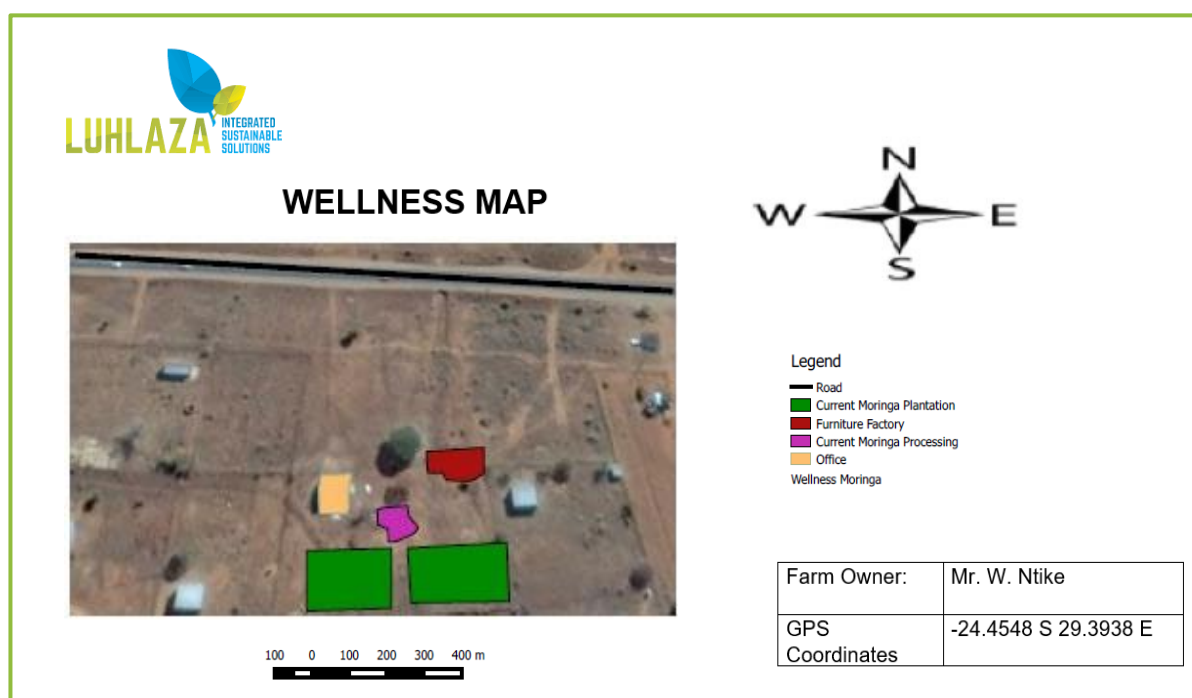 LUHLAZA
INTEGRATED
SUSTAINABLE
SOLUTIONS
WELLNESS MAP
N
W E
S
Legend
Road
Current Moringa Plantation
Furniture Factory
Current Moringa Processing
Office
Wellness Moringa
Farm Owner: Mr. W. Ntike
GPS -24.4548 S 29.3938 E
Coordinates
100 0 100 200 300 400 m